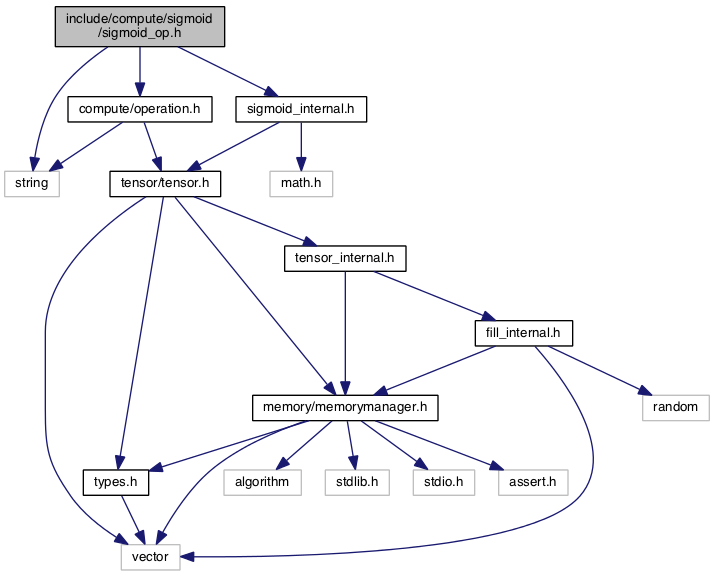 include/compute/sigmoid
/sigmoid_op.h
compute/operation.h
sigmoid_internal.h
string
tensor/tensor.h
math.h
tensor_internal.h
fill_internal.h
memory/memorymanager.h
random
types.h
algorithm
stdlib.h
stdio.h
assert.h
vector